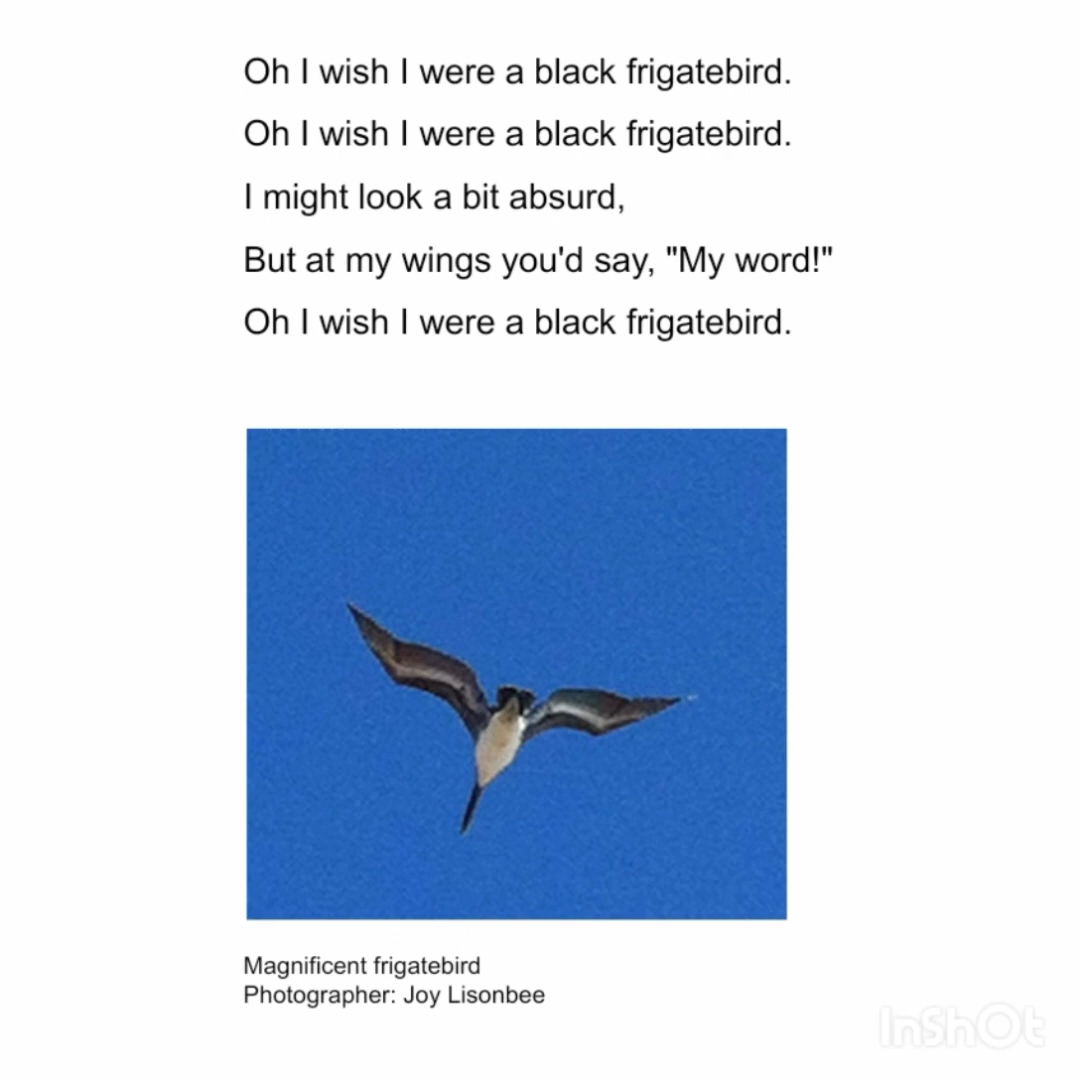 Oh I wish I were a black frigatebird.
Oh I wish I were a black frigatebird.
I might look a bit absurd,
But at my wings you'd say, "My word!"
Oh I wish I were a black frigatebird.
Magnificent frigatebird
Photographer: Joy Lisonbee
InShOt